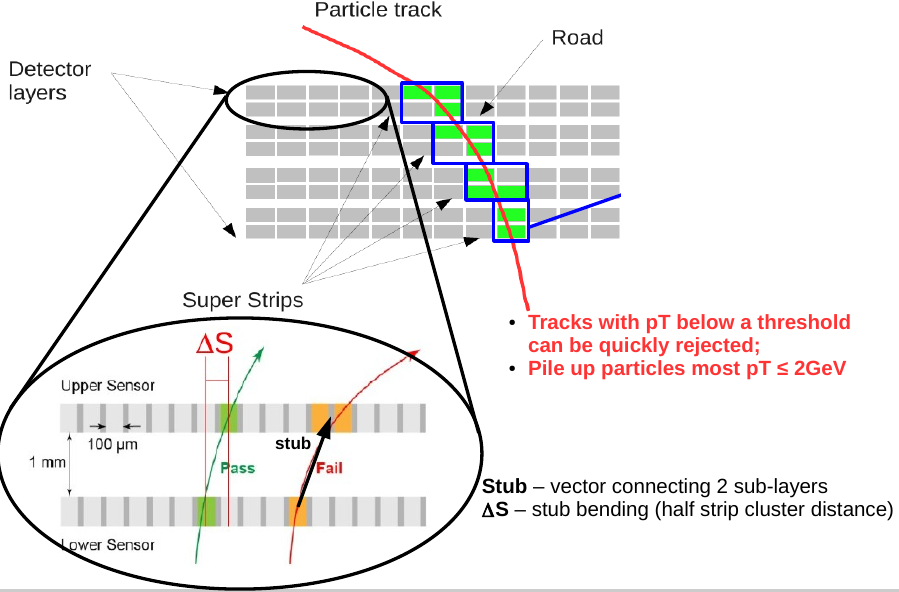 Particle track
Road
Detector
layers
Super Strips
• Tracks with pT below a threshold
can be quickly rejected;
• Pile up particles most pT ≤ 2GeV
ΔS
Upper Sensor
100 μm
stub
1 mm
Pass
Fail
Stub – vector connecting 2 sub-layers
ΔS – stub bending (half strip cluster distance)
Lower Sensor